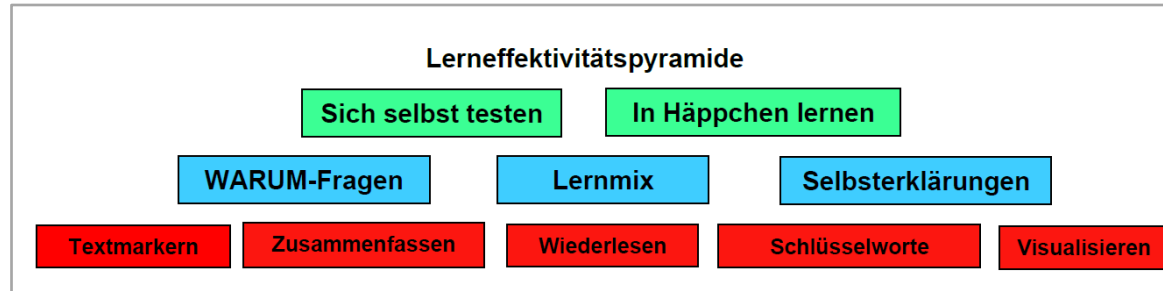 Lerneffektivitätspyramide
Sich selbst testen In Häppchen lernen
WARUM-Fragen Lernmix Selbsterklärungen
Textmarkern Zusammenfassen Wiederlesen Schlüsselworte Visualisieren